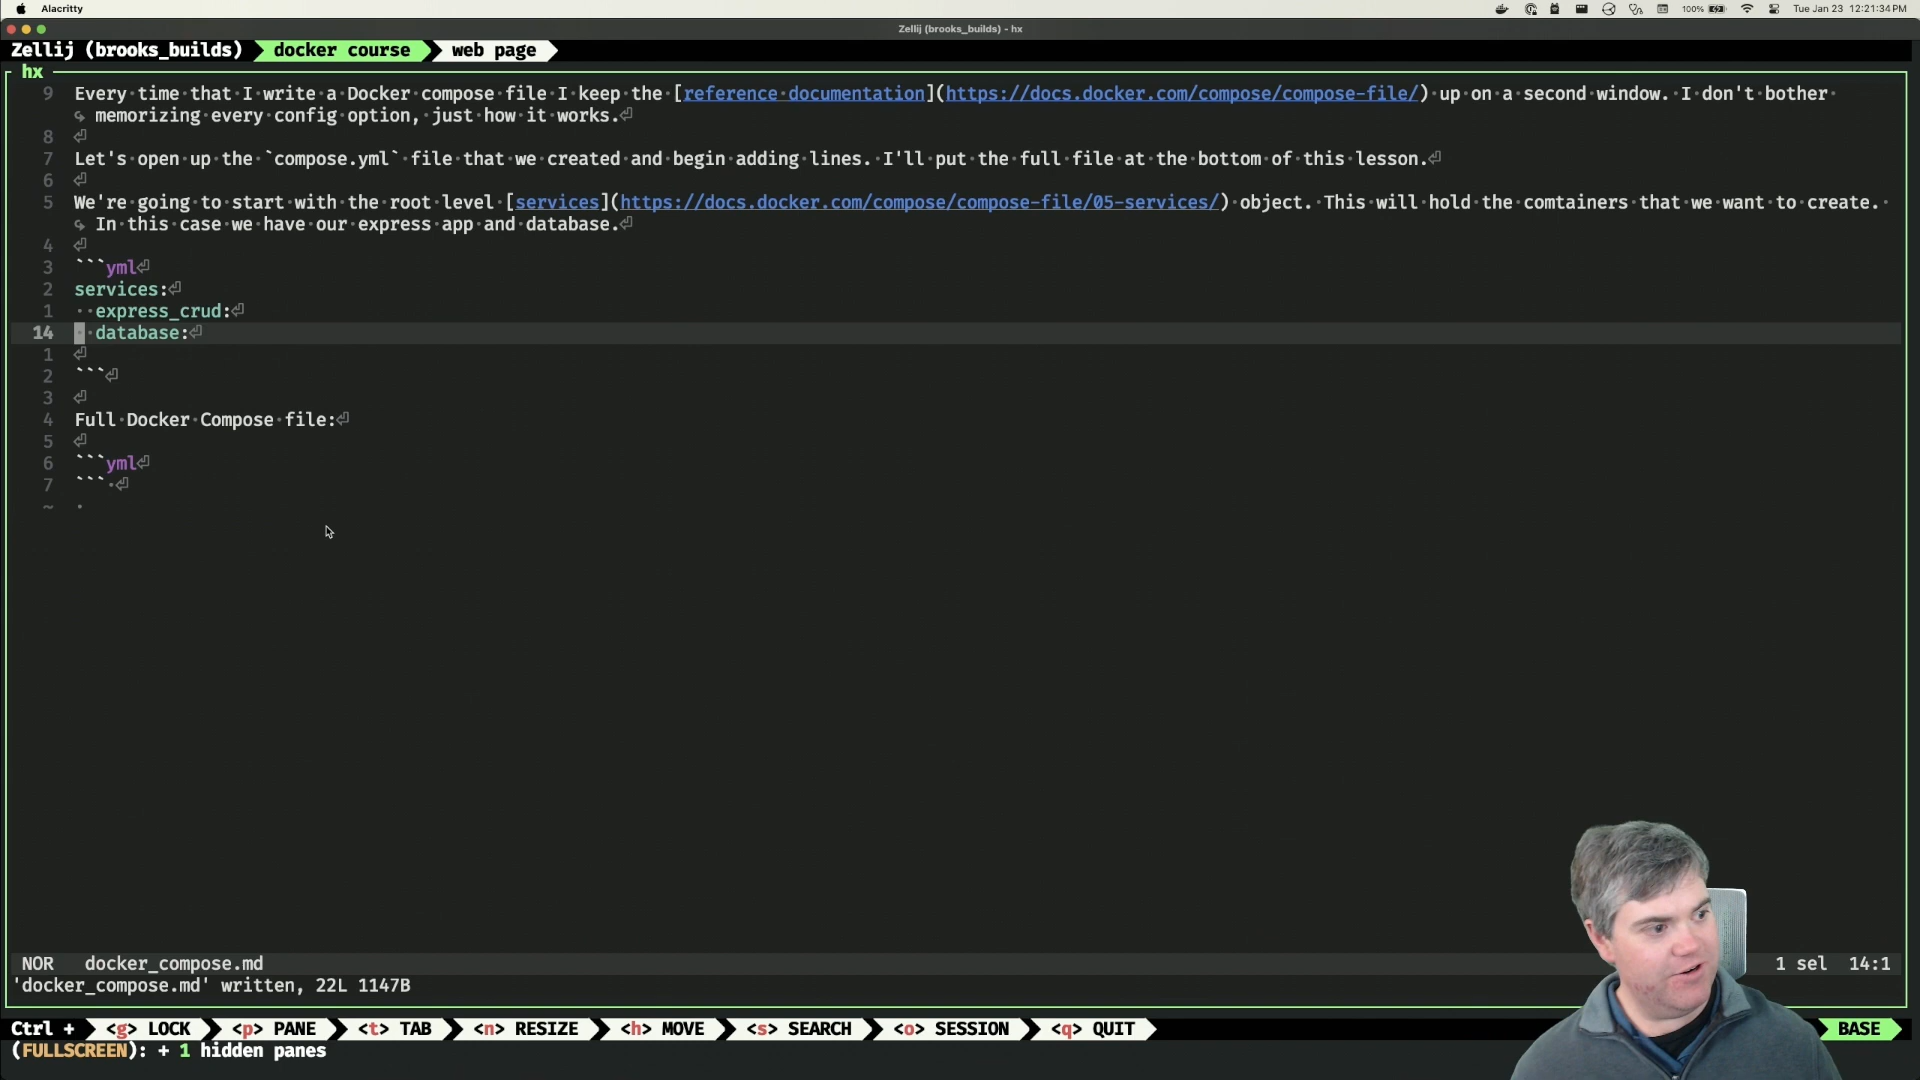 Alacritty
100%
Tue Jan 23 12:21:34 PM
Zellij (brooks_builds) - hx
Zellij (brooks_builds) docker course web page
hx
9 Every time that I write a Docker compose file I keep the [reference documentation](https://docs.docker.com/compose/compose-file/) up on a second window. I don't bother
↪ memorizing every config option, just how it works.⏎
8 ⏎
7 Let's open up the `compose.yml` file that we created and begin adding lines. I'll put the full file at the bottom of this lesson.⏎
6 ⏎
5 We're going to start with the root level [services](https://docs.docker.com/compose/compose-file/05-services/) object. This will hold the comtainers that we want to create.
↪ In this case we have our express app and database.⏎
4 ⏎
3 ```yml⏎
2 services:⏎
1 ··express_crud:⏎
14 ··database:⏎
1 ⏎
2 ```⏎
3 ⏎
4 Full Docker Compose file:⏎
5 ⏎
6 ```yml⏎
7 ```·⏎
~
NOR docker_compose.md 1 sel 14:1
'docker_compose.md' written, 22L 1147B
Ctrl + <g> LOCK <p> PANE <t> TAB <n> RESIZE <h> MOVE <s> SEARCH <o> SESSION <q> QUIT BASE
(FULLSCREEN): + 1 hidden panes